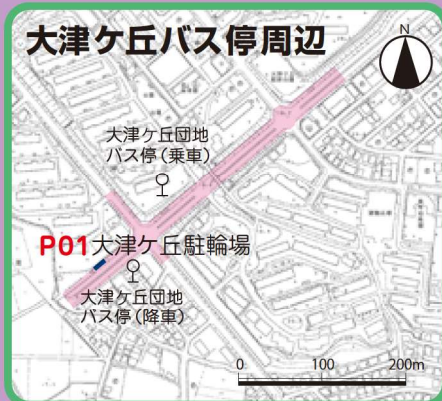 大津ケ丘バス停周辺
N
大津ケ丘団地
バス停(乗車)
P01大津ケ丘駐輪場
大津ケ丘団地
バス停(降車)
0 100 200m